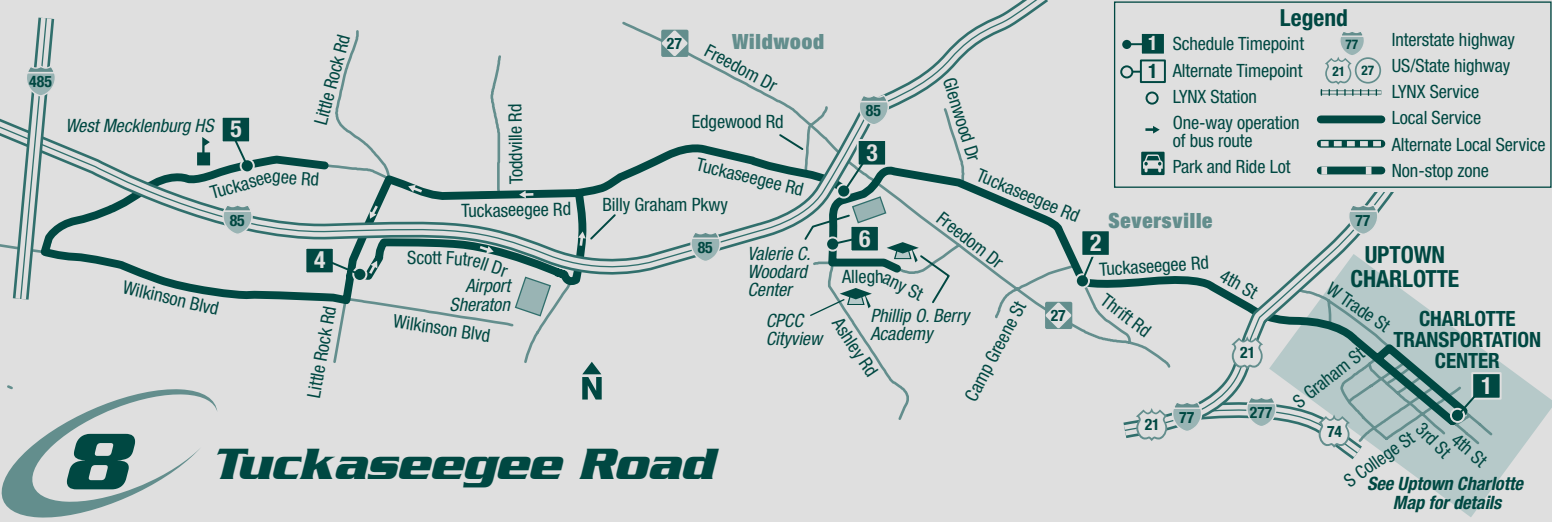 485
85
85
85
27
27
77
21
21
77
277
74
Wildwood
Freedom Dr
Little Rock Rd
Toddville Rd
Edgewood Rd
Glenwood Dr
West Mecklenburg HS
5
Tuckaseegee Rd
3
Tuckaseegee Rd
Tuckaseegee Rd
Tuckaseegee Rd
Billy Graham Pkwy
Seversville
2
Tuckaseegee Rd
4th St
4
Scott Futrell Dr
Airport
Sheraton
Wilkinson Blvd
Wilkinson Blvd
Little Rock Rd
Valerie C.
Woodard
Center
6
Alleghany St
Freedom Dr
CPCC
Cityview
Phillip O. Berry
Academy
Ashley Rd
Camp Greene St
Thrift Rd
N
UPTOWN
CHARLOTTE
W Trade St
CHARLOTTE
TRANSPORTATION
CENTER
1
S Graham St
S College St
3rd St
4th St
See Uptown Charlotte
Map for details
Legend
1 Schedule Timepoint
1 Alternate Timepoint
LYNX Station
One-way operation
of bus route
Park and Ride Lot
77 Interstate highway
21 27 US/State highway
LYNX Service
Local Service
Alternate Local Service
Non-stop zone
8 Tuckaseegee Road